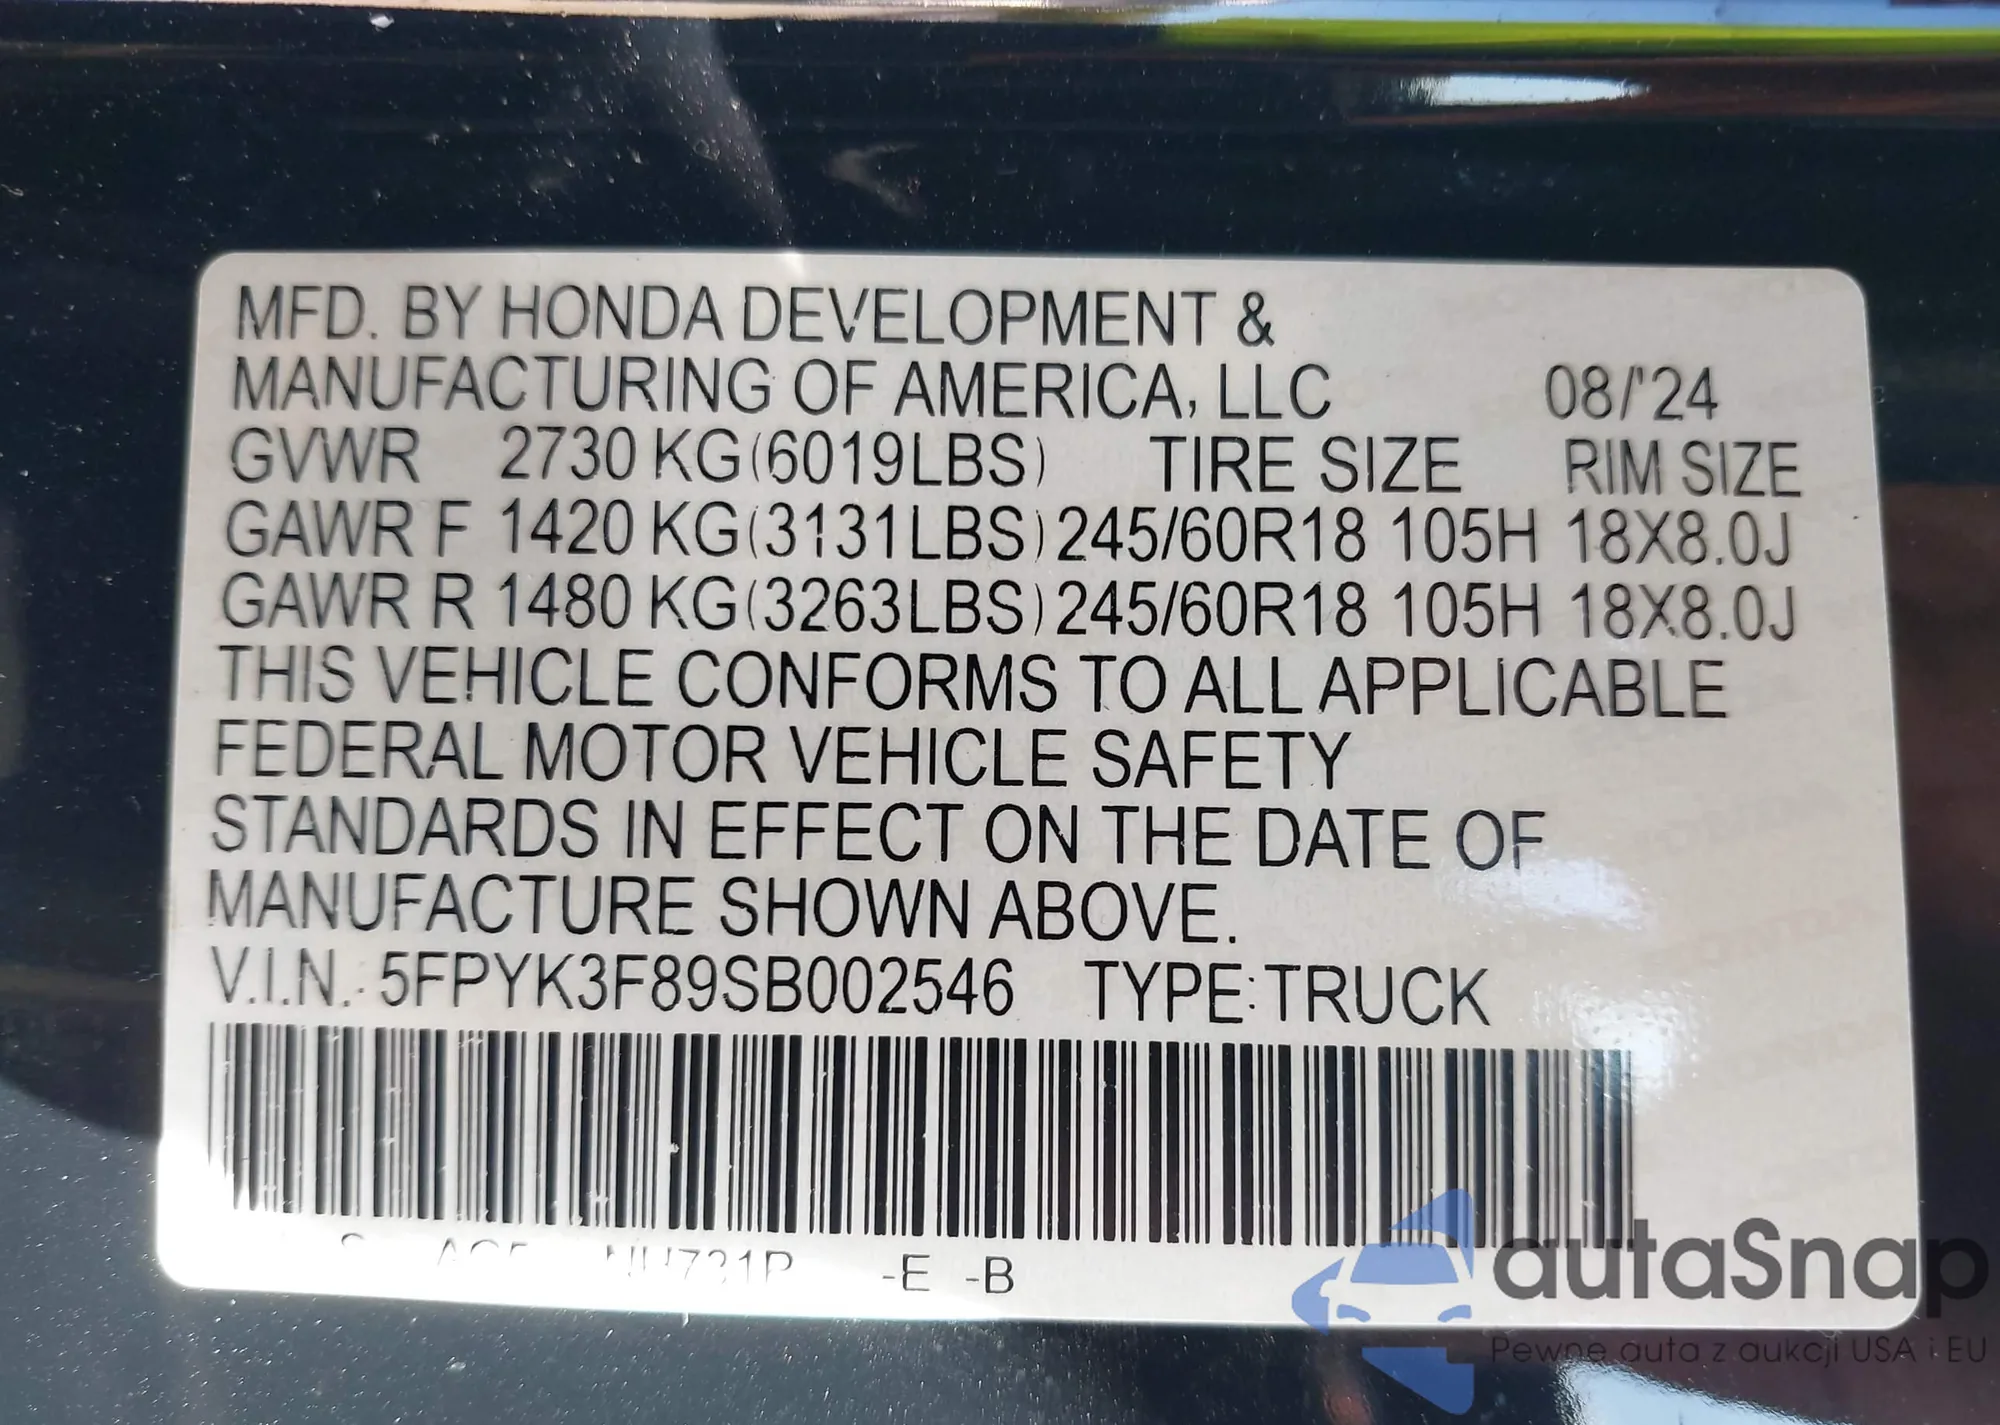 MFD. BY HONDA DEVELOPMENT &
MANUFACTURING OF AMERICA, LLC 08/'24
GVWR 2730 KG(6019LBS) TIRE SIZE RIM SIZE
GAWR F 1420 KG(3131LBS) 245/60R18 105H 18X8.0J
GAWR R 1480 KG(3263LBS) 245/60R18 105H 18X8.0J
THIS VEHICLE CONFORMS TO ALL APPLICABLE
FEDERAL MOTOR VEHICLE SAFETY
STANDARDS IN EFFECT ON THE DATE OF
MANUFACTURE SHOWN ABOVE.
V.I.N.: 5FPYK3F89SB002546 TYPE:TRUCK
-E -B
autaSnap
Pewne auta z aukcji USA i EU